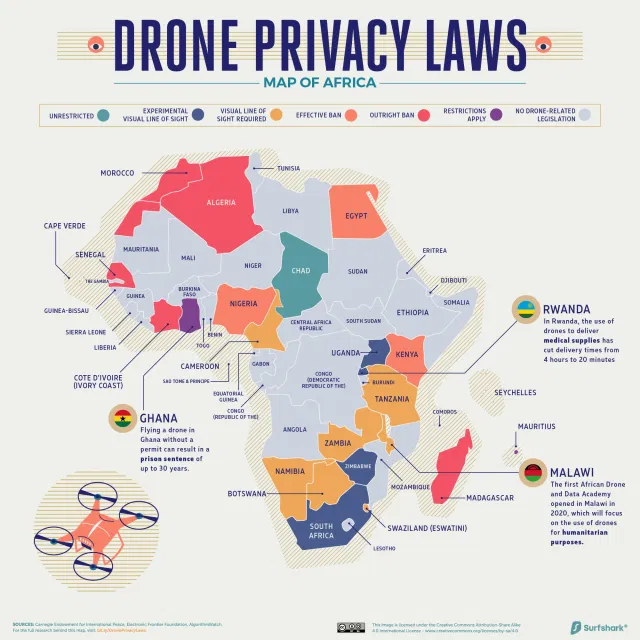 DRONE PRIVACY LAWS
MAP OF AFRICA
UNRESTRICTED
EXPERIMENTAL
VISUAL LINE OF SIGHT
VISUAL LINE OF
SIGHT REQUIRED
EFFECTIVE BAN
OUTRIGHT BAN
RESTRICTIONS
APPLY
NO DRONE-RELATED
LEGISLATION
MOROCCO
TUNISIA
ALGERIA
LIBYA
EGYPT
CAPE VERDE
SENEGAL
THE GAMBIA
MAURITANIA
MALI
NIGER
CHAD
SUDAN
ERITREA
DJIBOUTI
GUINEA-BISSAU
GUINEA
BURKINA
FASO
NIGERIA
SOMALIA
ETHIOPIA
SIERRA LEONE
LIBERIA
BENIN
TOGO
CENTRAL AFRICA
REPUBLIC
SOUTH SUDAN
COTE D'IVOIRE
(IVORY COAST)
CAMEROON
SAO TOME & PRINCIPE
EQUATORIAL
GUINEA
GABON
CONGO
(REPUBLIC OF THE)
CONGO
(DEMOCRATIC
REPUBLIC OF THE)
UGANDA
KENYA
BURUNDI
TANZANIA
RWANDA
In Rwanda, the use of
drones to deliver
medical supplies has
cut delivery times from
4 hours to 20 minutes
SEYCHELLES
COMOROS
MAURITIUS
GHANA
Flying a drone in
Ghana without a
permit can result in a
prison sentence of
up to 30 years.
ANGOLA
ZAMBIA
ZIMBABWE
NAMIBIA
BOTSWANA
MOZAMBIQUE
MADAGASCAR
MALAWI
The first African Drone
and Data Academy
opened in Malawi in
2020, which will focus
on the use of drones
for humanitarian
purposes.
SOUTH
AFRICA
SWAZILAND (ESWATINI)
LESOTHO
SOURCES: Carnegie Endowment for International Peace, Electronic Frontier Foundation, AlgorithmWatch
For the full research behind this map, visit:
This image is licensed under the Creative Commons Attribution-Share Alike
4.0 International License -
Surfshark